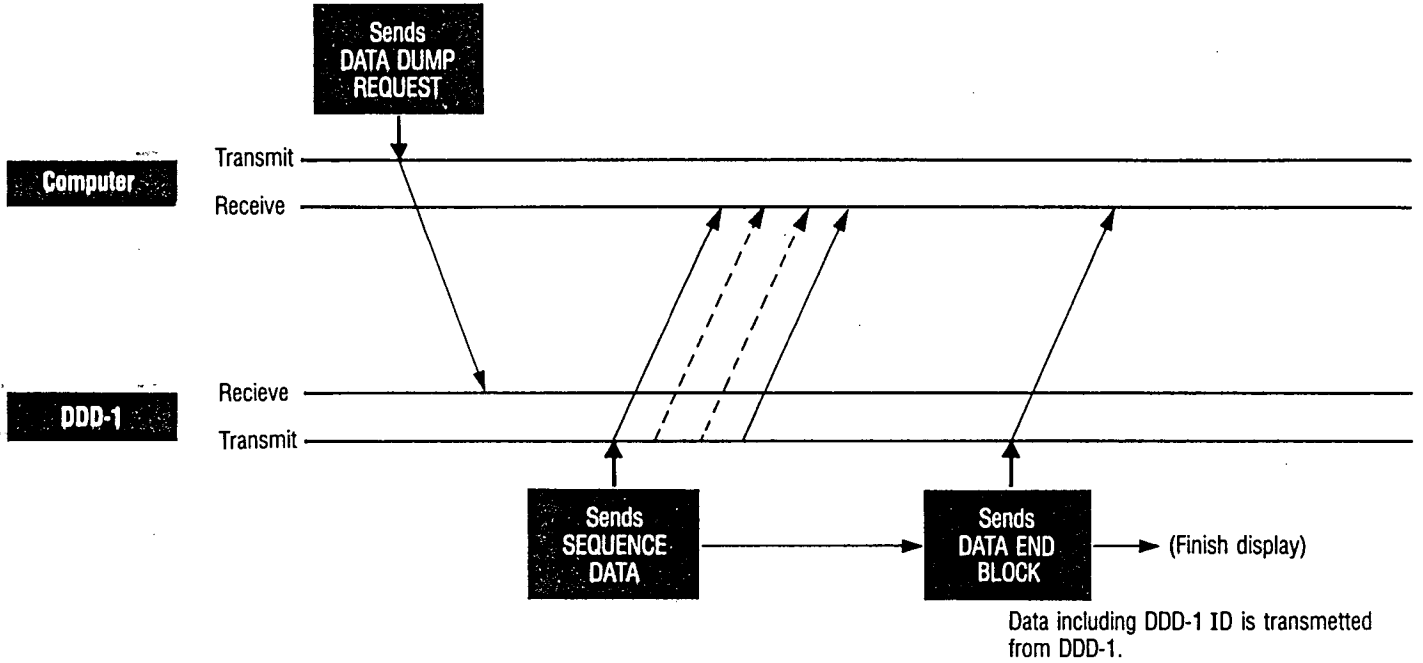 Sends
DATA DUMP
REQUEST
Transmit
Computer
Receive
Recieve
DDD-1
Transmit
Sends
SEQUENCE
DATA
Sends
DATA END
BLOCK
(Finish display)
Data including DDD-1 ID is transmetted
from DDD-1.